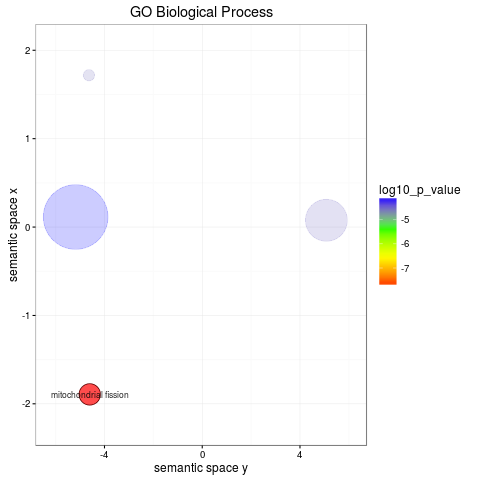 GO Biological Process
2
1
0
-1
-2
semantic space x
mitochondrial fission
-4
0
4
semantic space y
log10_p_value
-5
-6
-7